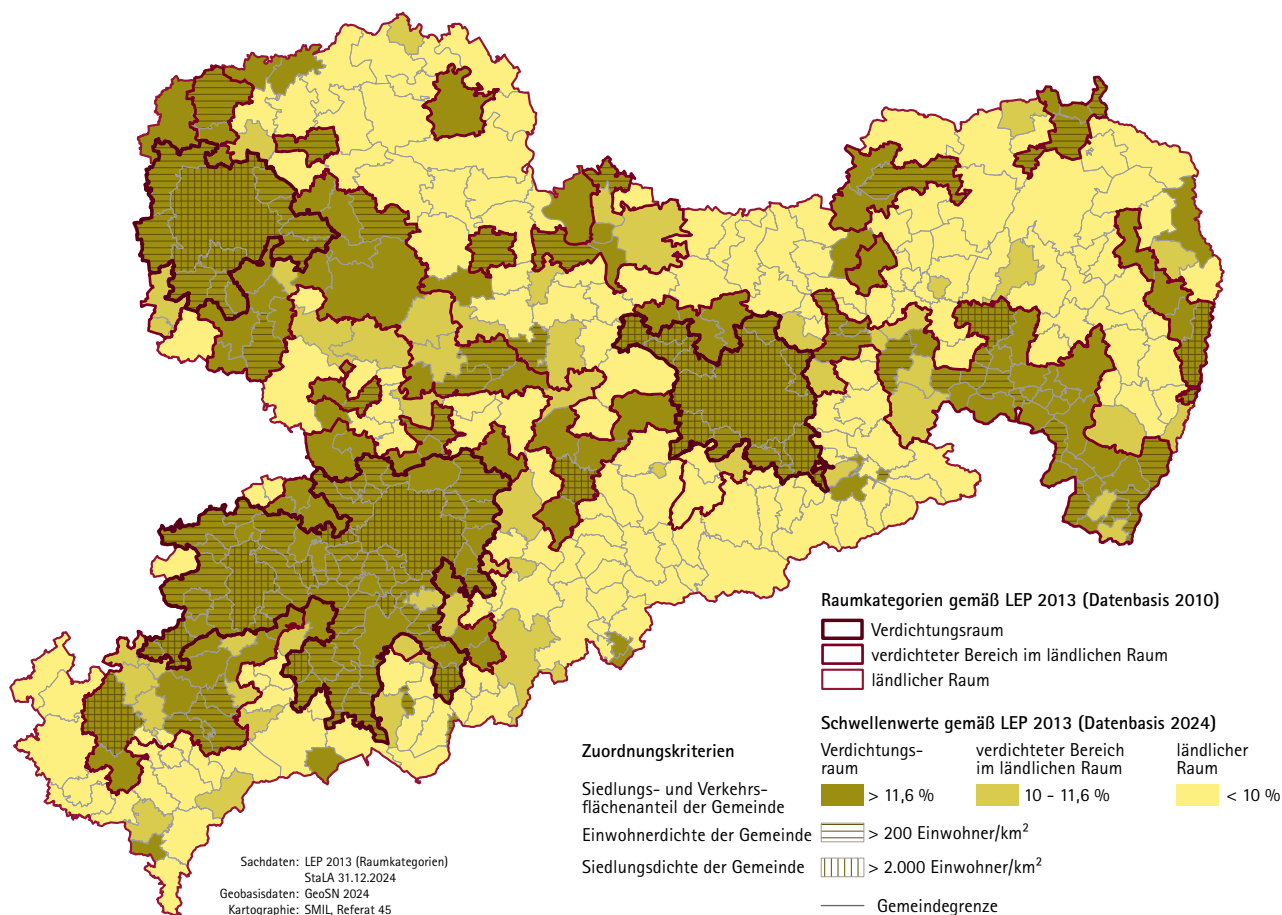 Raumkategorien gemäß LEP 2013 (Datenbasis 2010)
Verdichtungsraum
verdichteter Bereich im ländlichen Raum
ländlicher Raum
Schwellenwerte gemäß LEP 2013 (Datenbasis 2024)
Zuordnungskriterien
Verdichtungs-
raum
verdichteter Bereich
im ländlichen Raum
ländlicher
Raum
Siedlungs- und Verkehrs-
flächenanteil der Gemeinde
> 11,6 %
10 - 11,6 %
< 10 %
Einwohnerdichte der Gemeinde
> 200 Einwohner/km²
Siedlungsdichte der Gemeinde
> 2.000 Einwohner/km²
Gemeindegrenze
Sachdaten: LEP 2013 (Raumkategorien)
StaLA 31.12.2024
Geobasisdaten: GeoSN 2024
Kartographie: SMIL, Referat 45